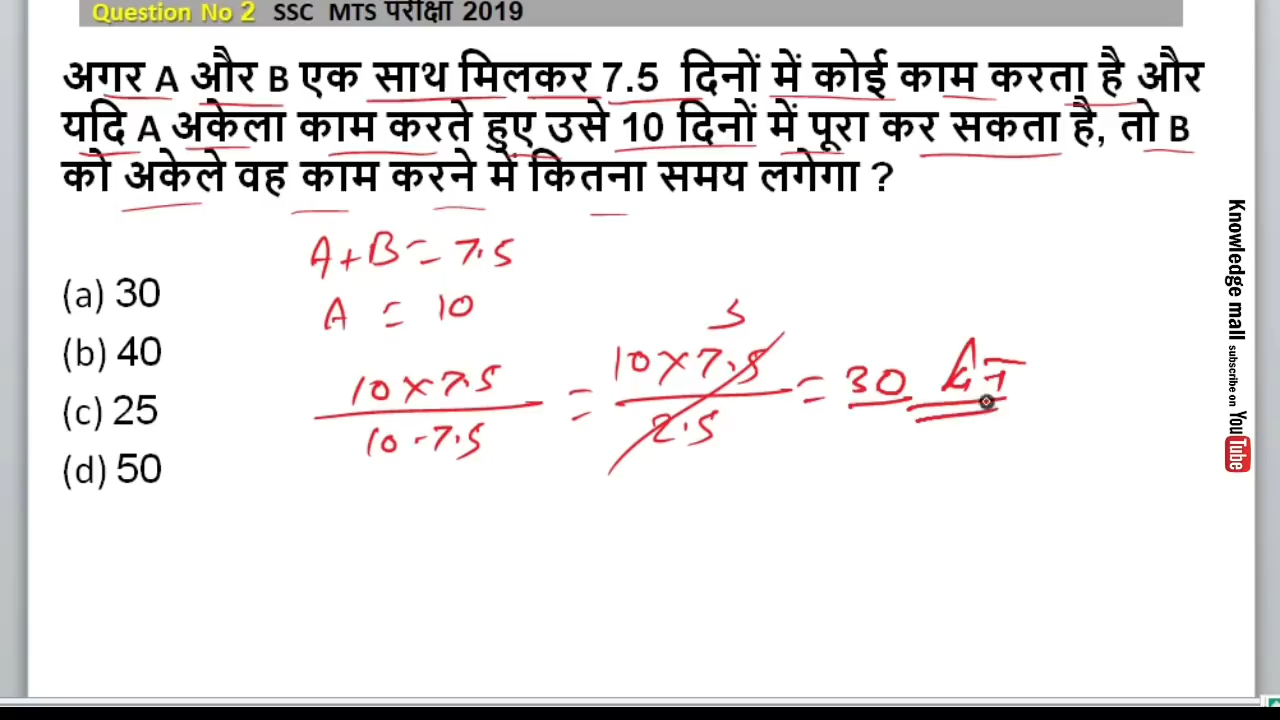 Question No 2 SSC MTS परीक्षा 2019
अगर A और B एक साथ मिलकर 7.5 दिनों में कोई काम करता है और
यदि A अकेला काम करते हुए उसे 10 दिनों में पूरा कर सकता है, तो B
को अकेले वह काम करने में कितना समय लगेगा ?
A+B = 7.5
A = 10
(a) 30
(b) 40
(c) 25
(d) 50
3
10 × 7.5 = 10 × 7.5 = 30
10 - 7.5 2.5
Knowledge mall subscribe on YouTube